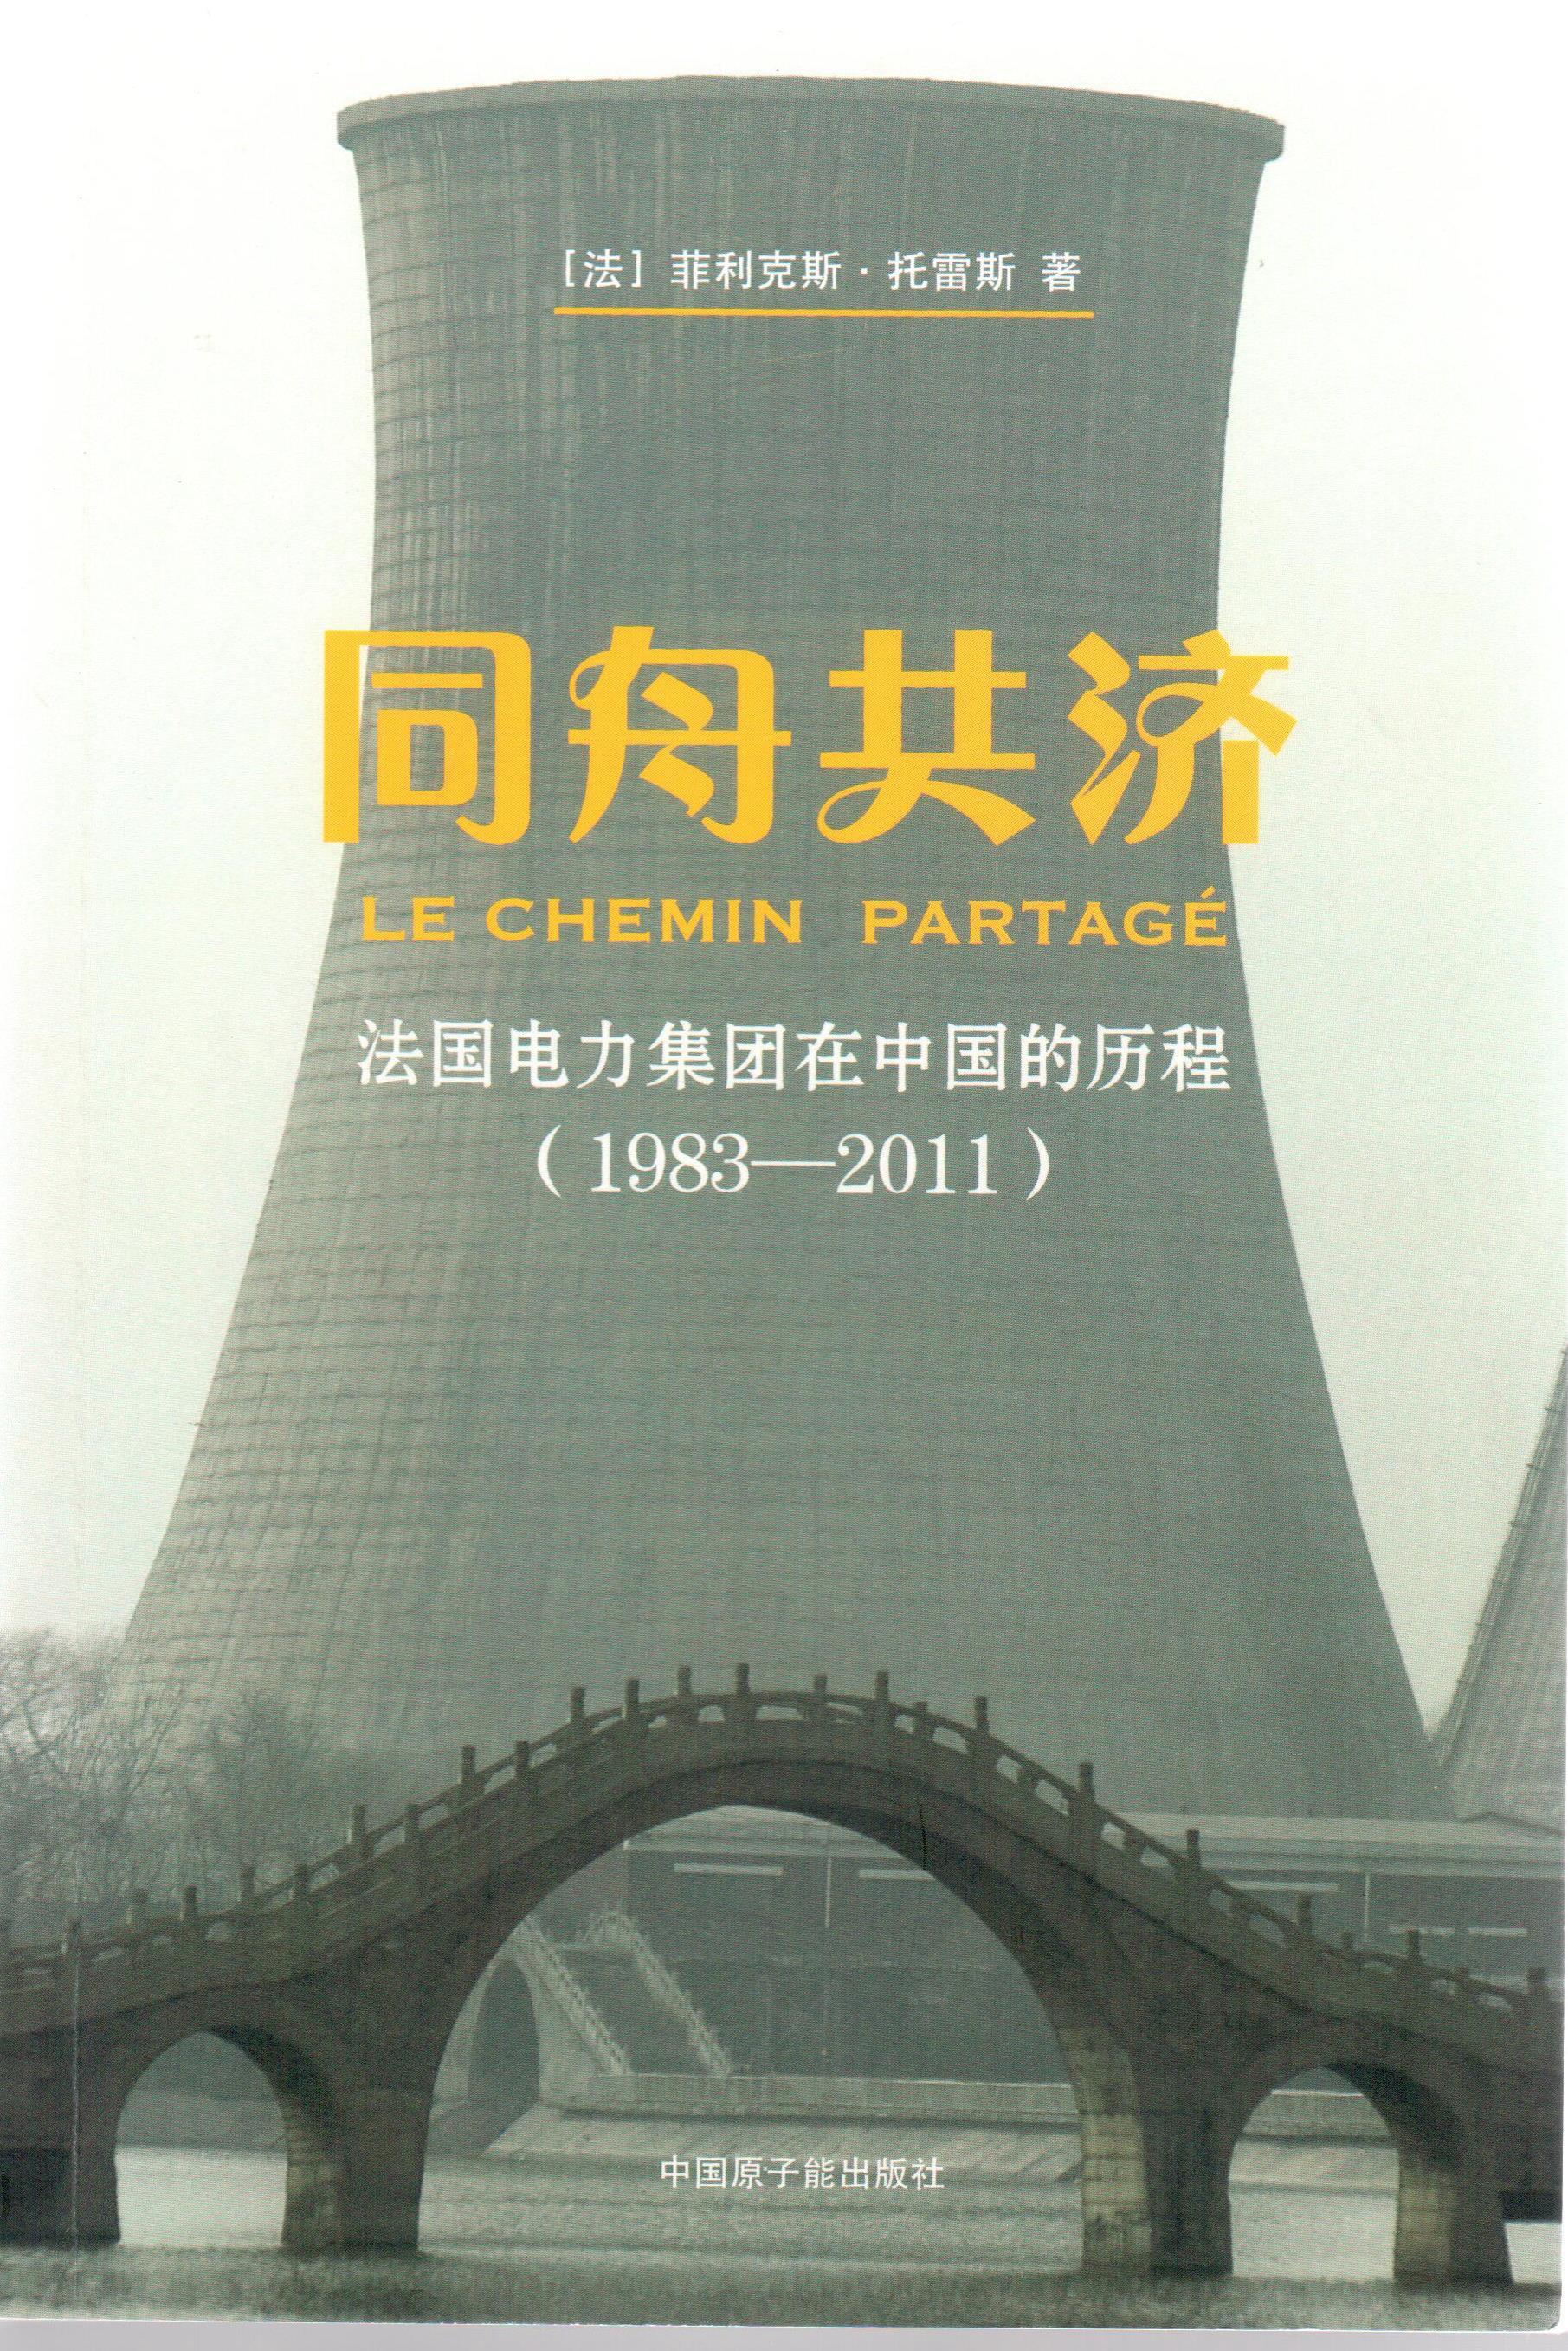 ［法］菲利克斯·托雷斯 著
同舟共济
LE CHEMIN PARTAGÉ
法国电力集团在中国的历程
（1983—2011）
中国原子能出版社